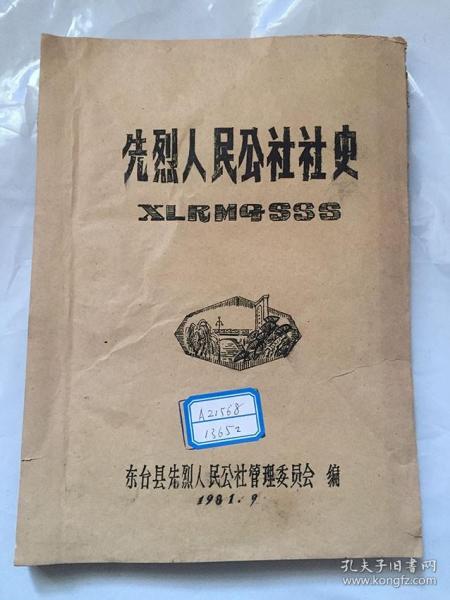 先烈人民公社社史
XLRMGSSS
A21568
13652
东台县先烈人民公社管理委员会 编
1981.9
孔夫子旧书网
www.kongfz.com